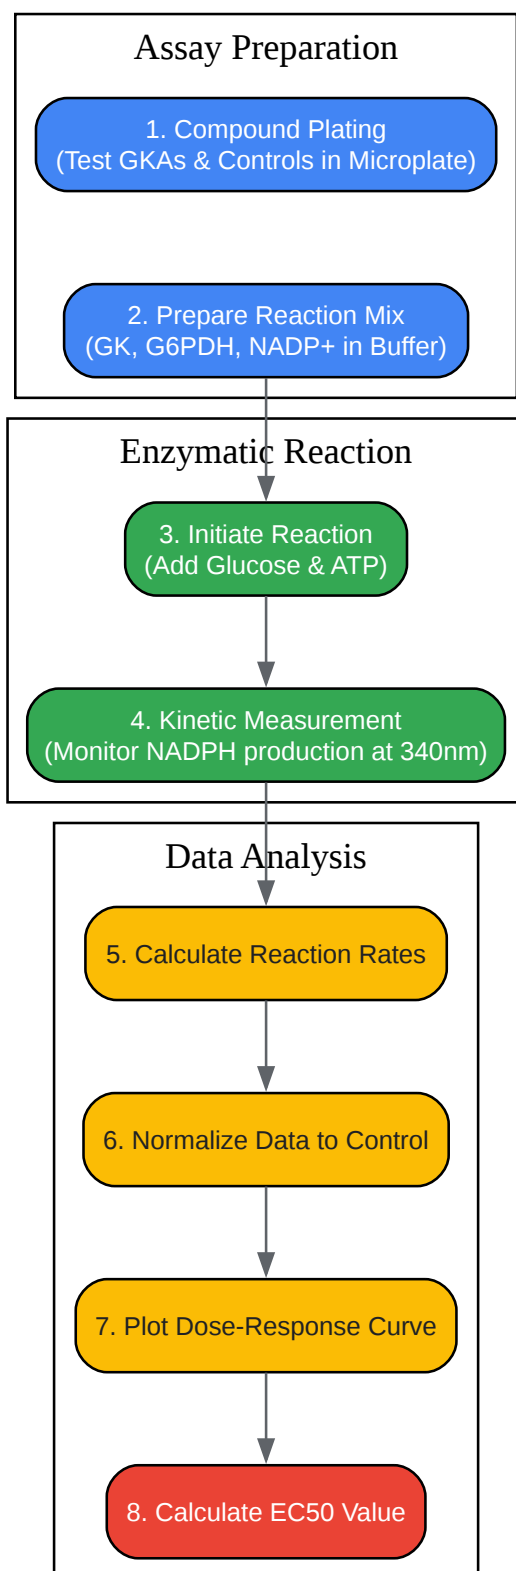 Assay Preparation
1. Compound Plating
(Test GKAs & Controls in Microplate)
2. Prepare Reaction Mix
(GK, G6PDH, NADP+ in Buffer)
Enzymatic Reaction
3. Initiate Reaction
(Add Glucose & ATP)
4. Kinetic Measurement
(Monitor NADPH production at 340nm)
Data Analysis
5. Calculate Reaction Rates
6. Normalize Data to Control
7. Plot Dose-Response Curve
8. Calculate EC50 Value